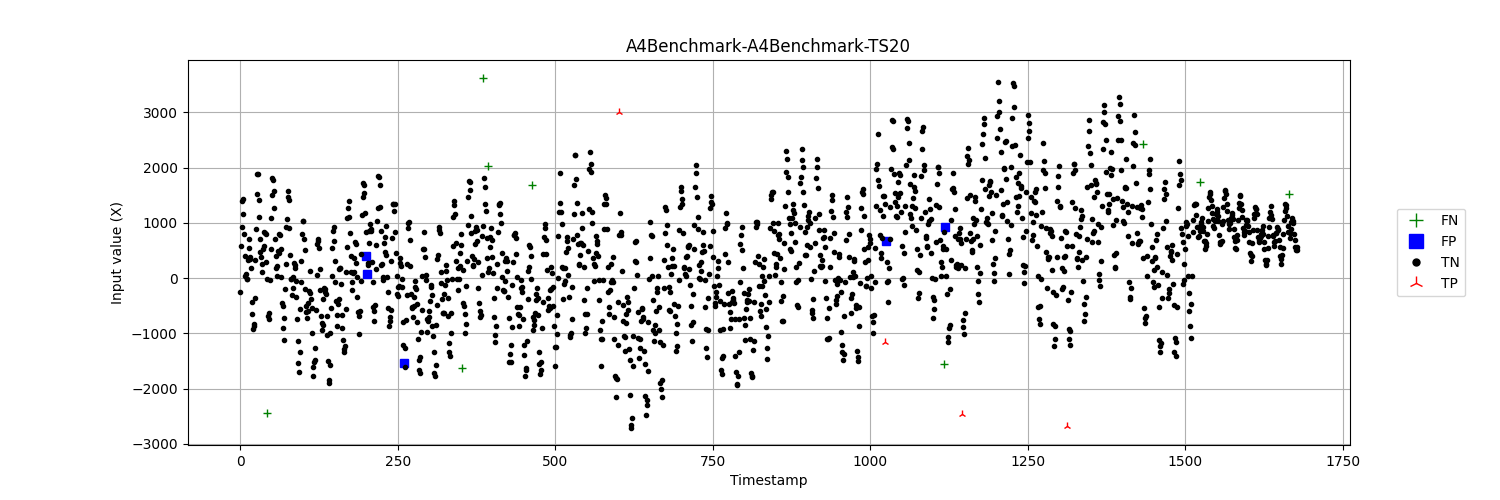 A4Benchmark-A4Benchmark-TS20
Input value (X)
3000
2000
1000
0
−1000
−2000
−3000
0 250 500 750 1000 1250 1500 1750
Timestamp
FN
FP
TN
TP